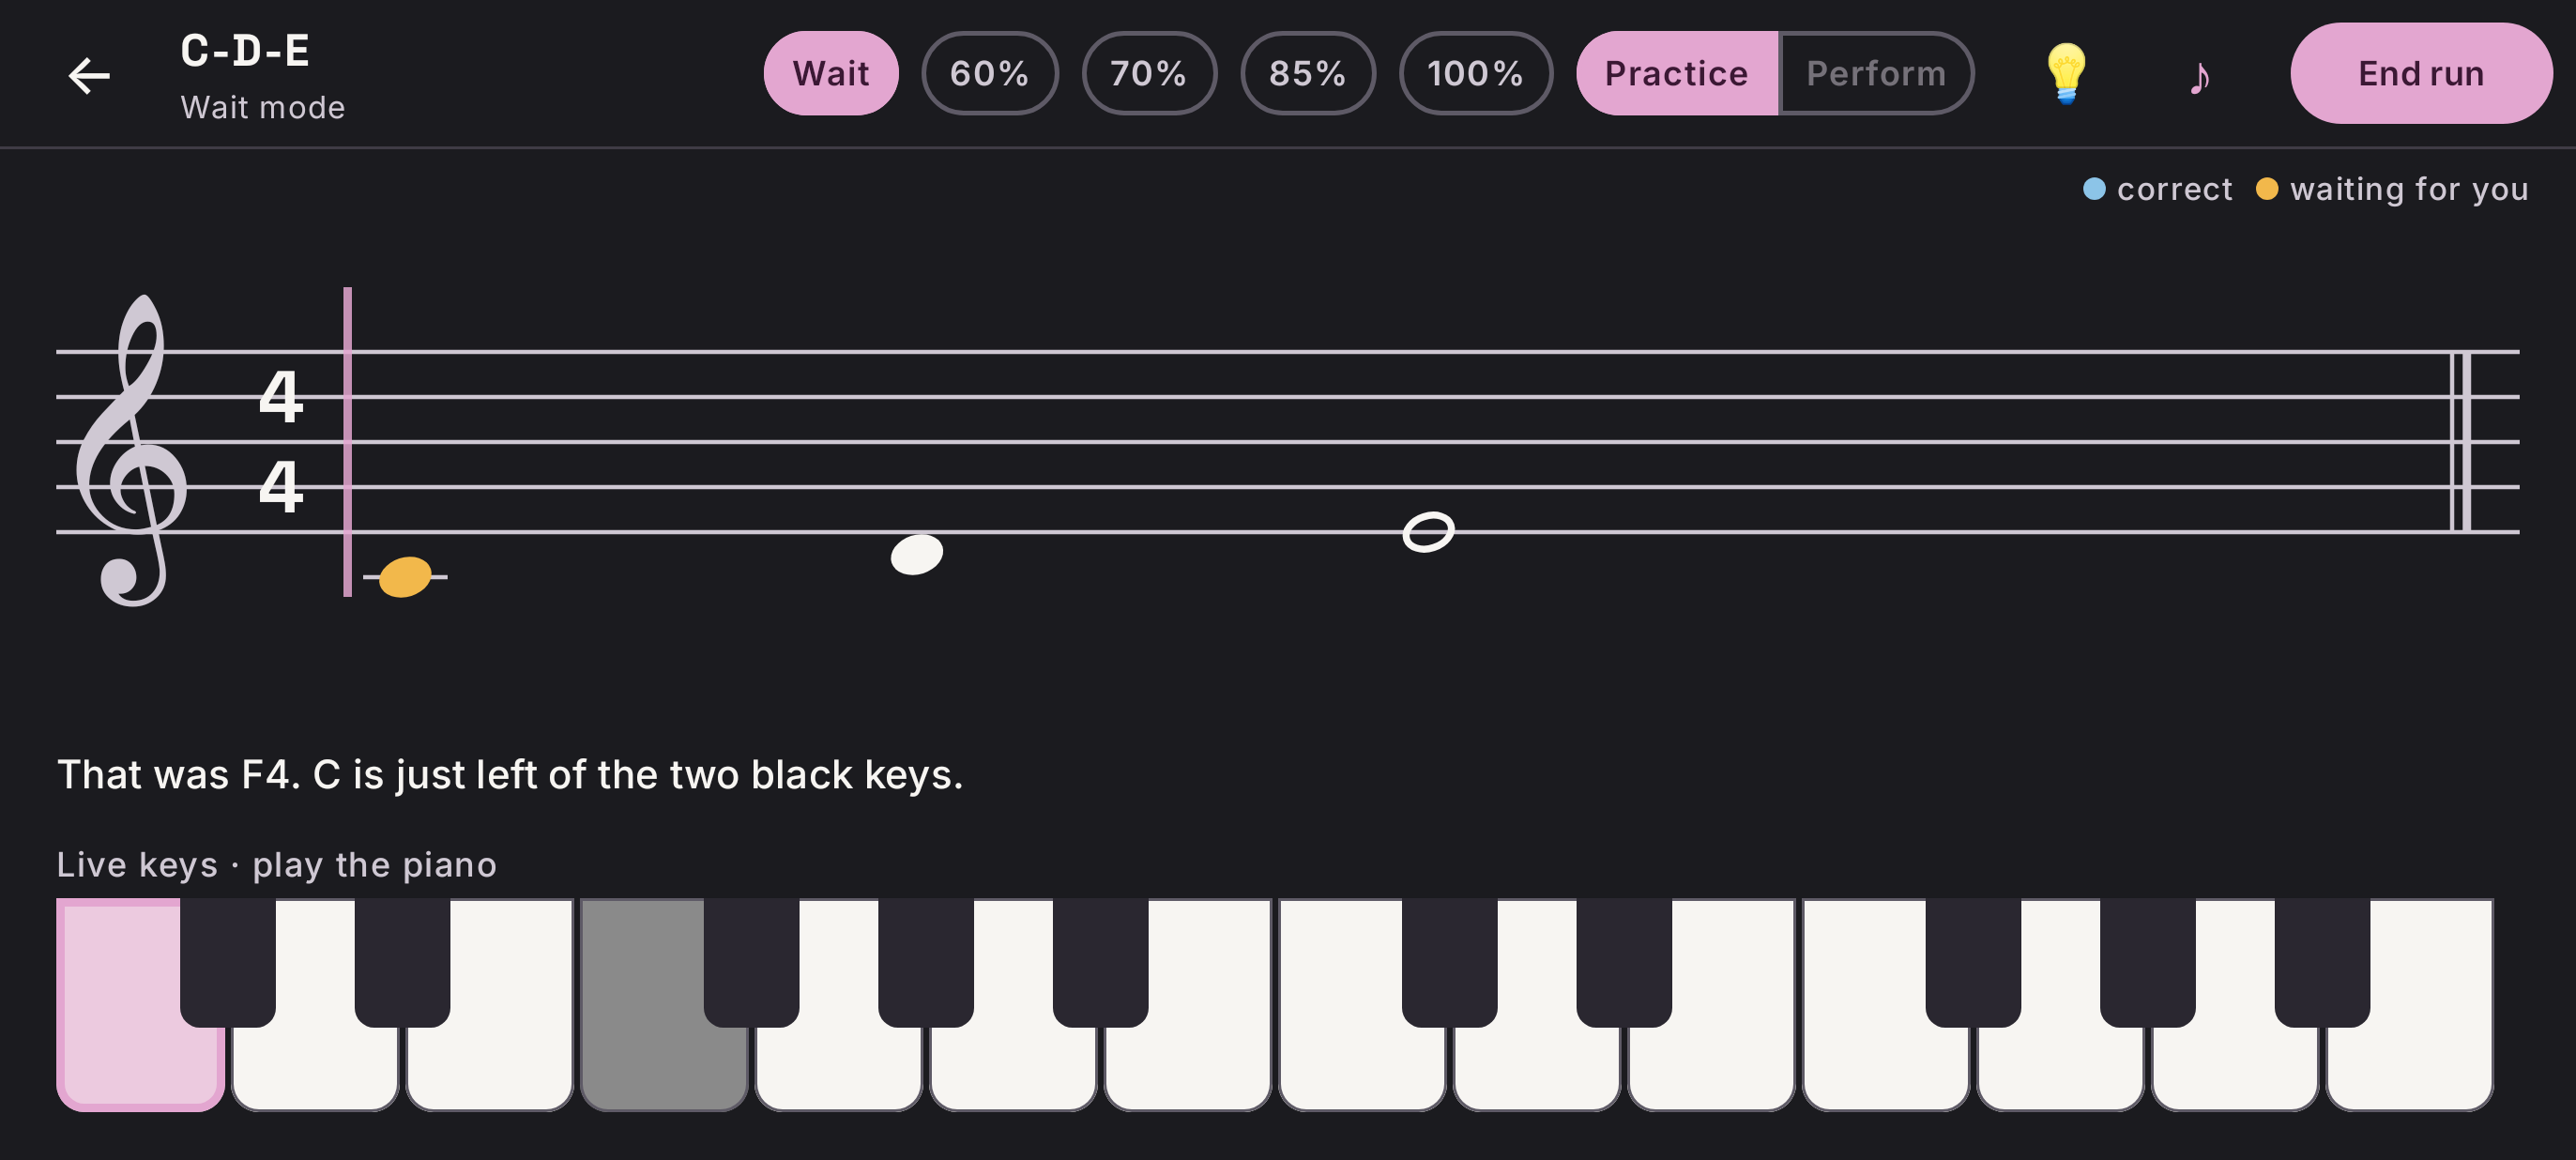 C-D-E
Wait mode
Wait 60% 70% 85% 100% Practice Perform End run
correct waiting for you
4
4
That was F4. C is just left of the two black keys.
Live keys · play the piano